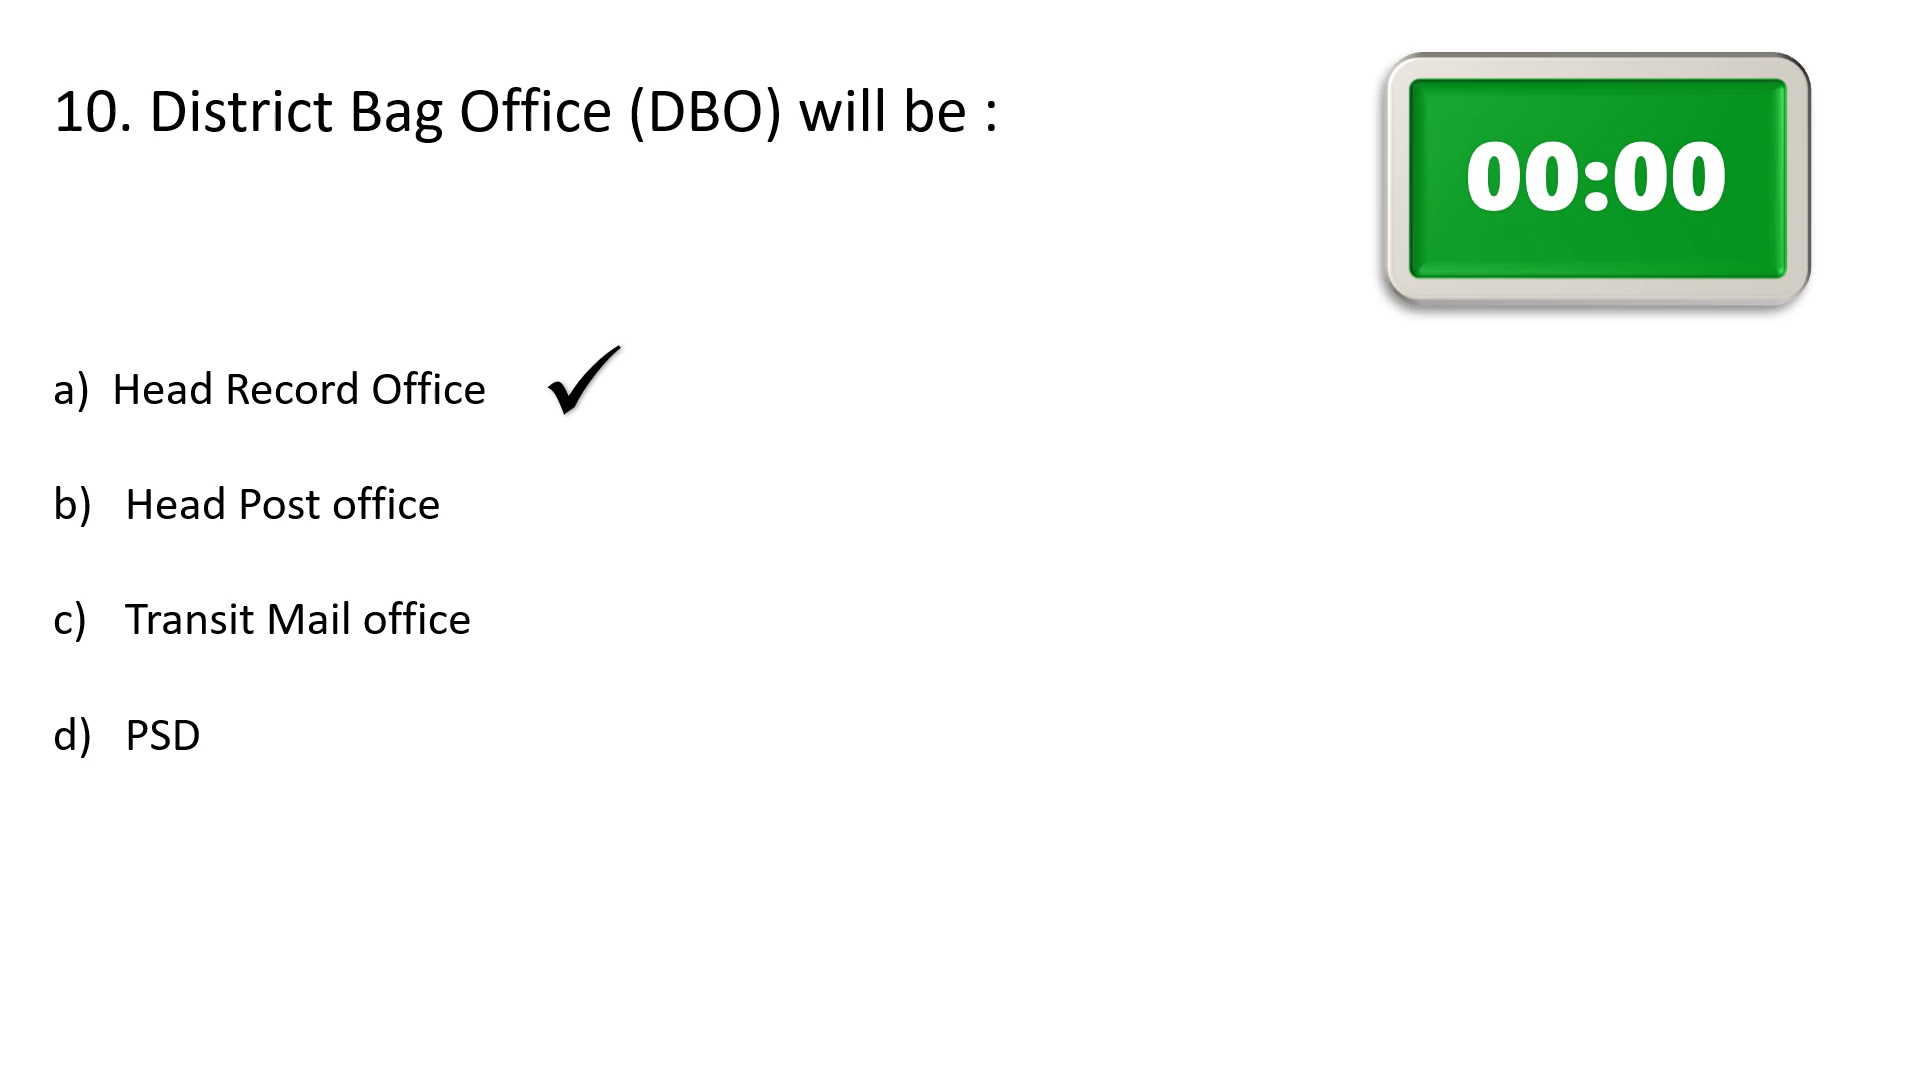 10. District Bag Office (DBO) will be :
00:00
a) Head Record Office
b) Head Post office
c) Transit Mail office
d) PSD